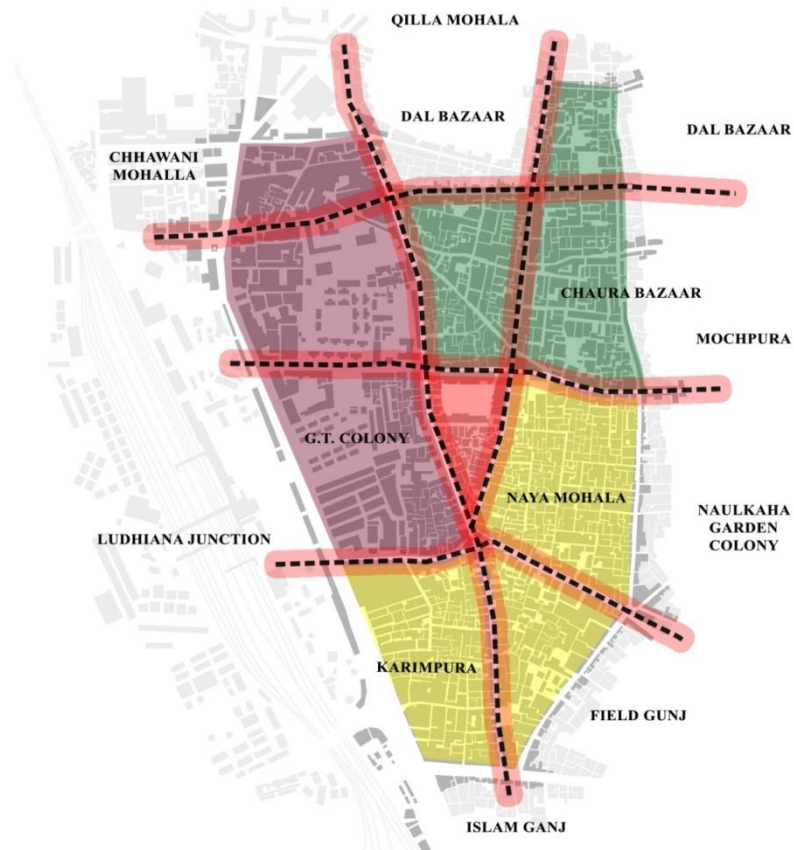 QILLA MOHALA
DAL BAZAAR
DAL BAZAAR
CHHAWANI
MOHALLA
CHAURA BAZAAR
MOCHPURA
G.T. COLONY
NAYA MOHALA
NAULKAHA
GARDEN
COLONY
LUDHIANA JUNCTION
KARIMPURA
FIELD GUNJ
ISLAM GANJ